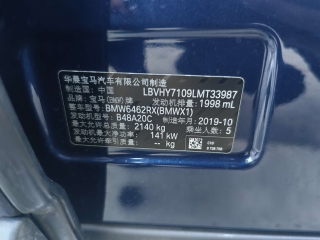 华晨宝马汽车有限公司制造
制造国：中国 LBVHY7109LMT33987
品牌：宝马(BMW)牌 发动机排量：1998 mL
整车型号：BMW6462RX(BMWX1)
发动机型号：B48A20C 制造年月：2019-10
最大允许总质量：2140 kg 乘坐人数：5
发动机最大净功率：141 kW
最大允许牵引质量：-- kg